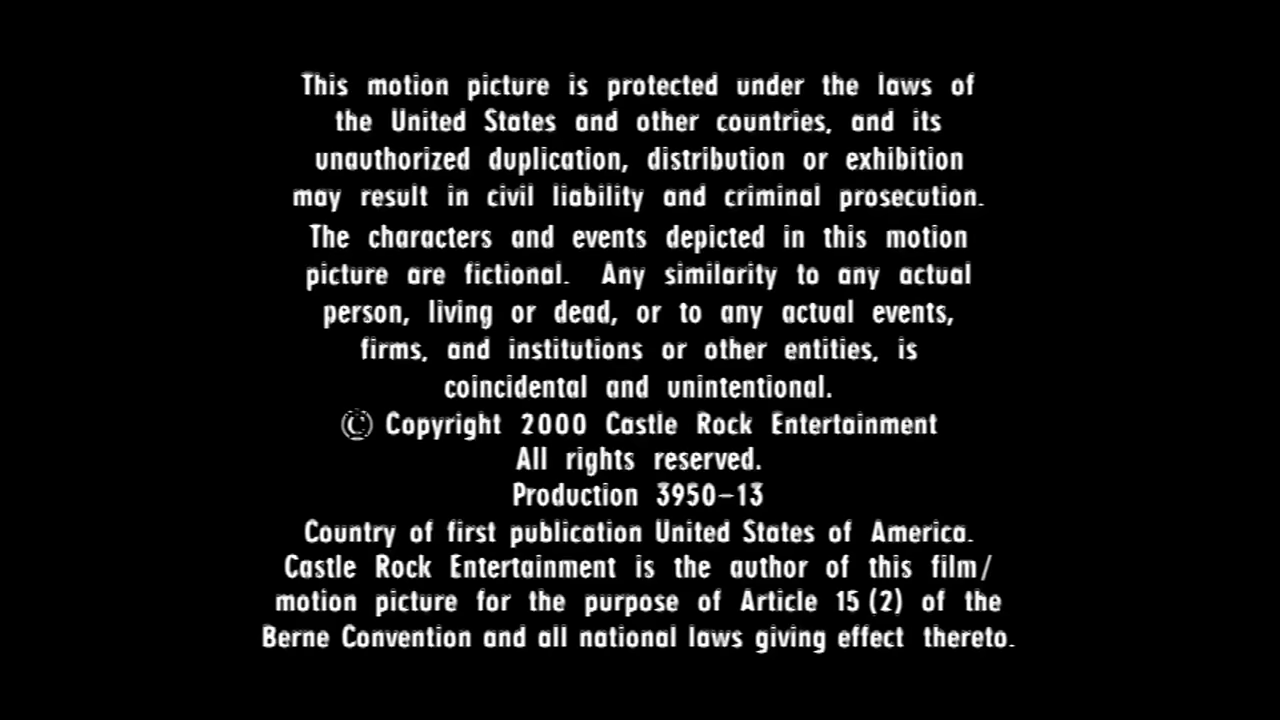 This motion picture is protected under the laws of
the United States and other countries, and its
unauthorized duplication, distribution or exhibition
may result in civil liability and criminal prosecution.
The characters and events depicted in this motion
picture are fictional. Any similarity to any actual
person, living or dead, or to any actual events,
firms, and institutions or other entities, is
coincidental and unintentional.
© Copyright 2000 Castle Rock Entertainment
All rights reserved.
Production 3950-13
Country of first publication United States of America.
Castle Rock Entertainment is the author of this film/
motion picture for the purpose of Article 15 (2) of the
Berne Convention and all national laws giving effect thereto.